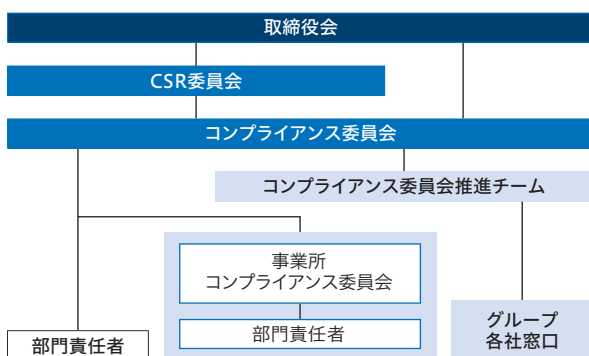 取締役会
CSR委員会
コンプライアンス委員会
コンプライアンス委員会推進チーム
事業所
コンプライアンス委員会
部門責任者
部門責任者
グループ
各社窓口